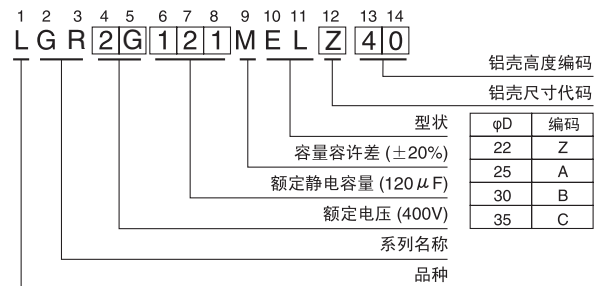 1 2 3 4 5 6 7 8 9 10 11 12 13 14
L G R 2 G 1 2 1 M E L Z 4 0
铝壳高度编码
铝壳尺寸代码
型状
容量容许差 (±20%)
额定静电容量 (120μF)
额定电压 (400V)
系列名称
品种
φD 编码
22 Z
25 A
30 B
35 C